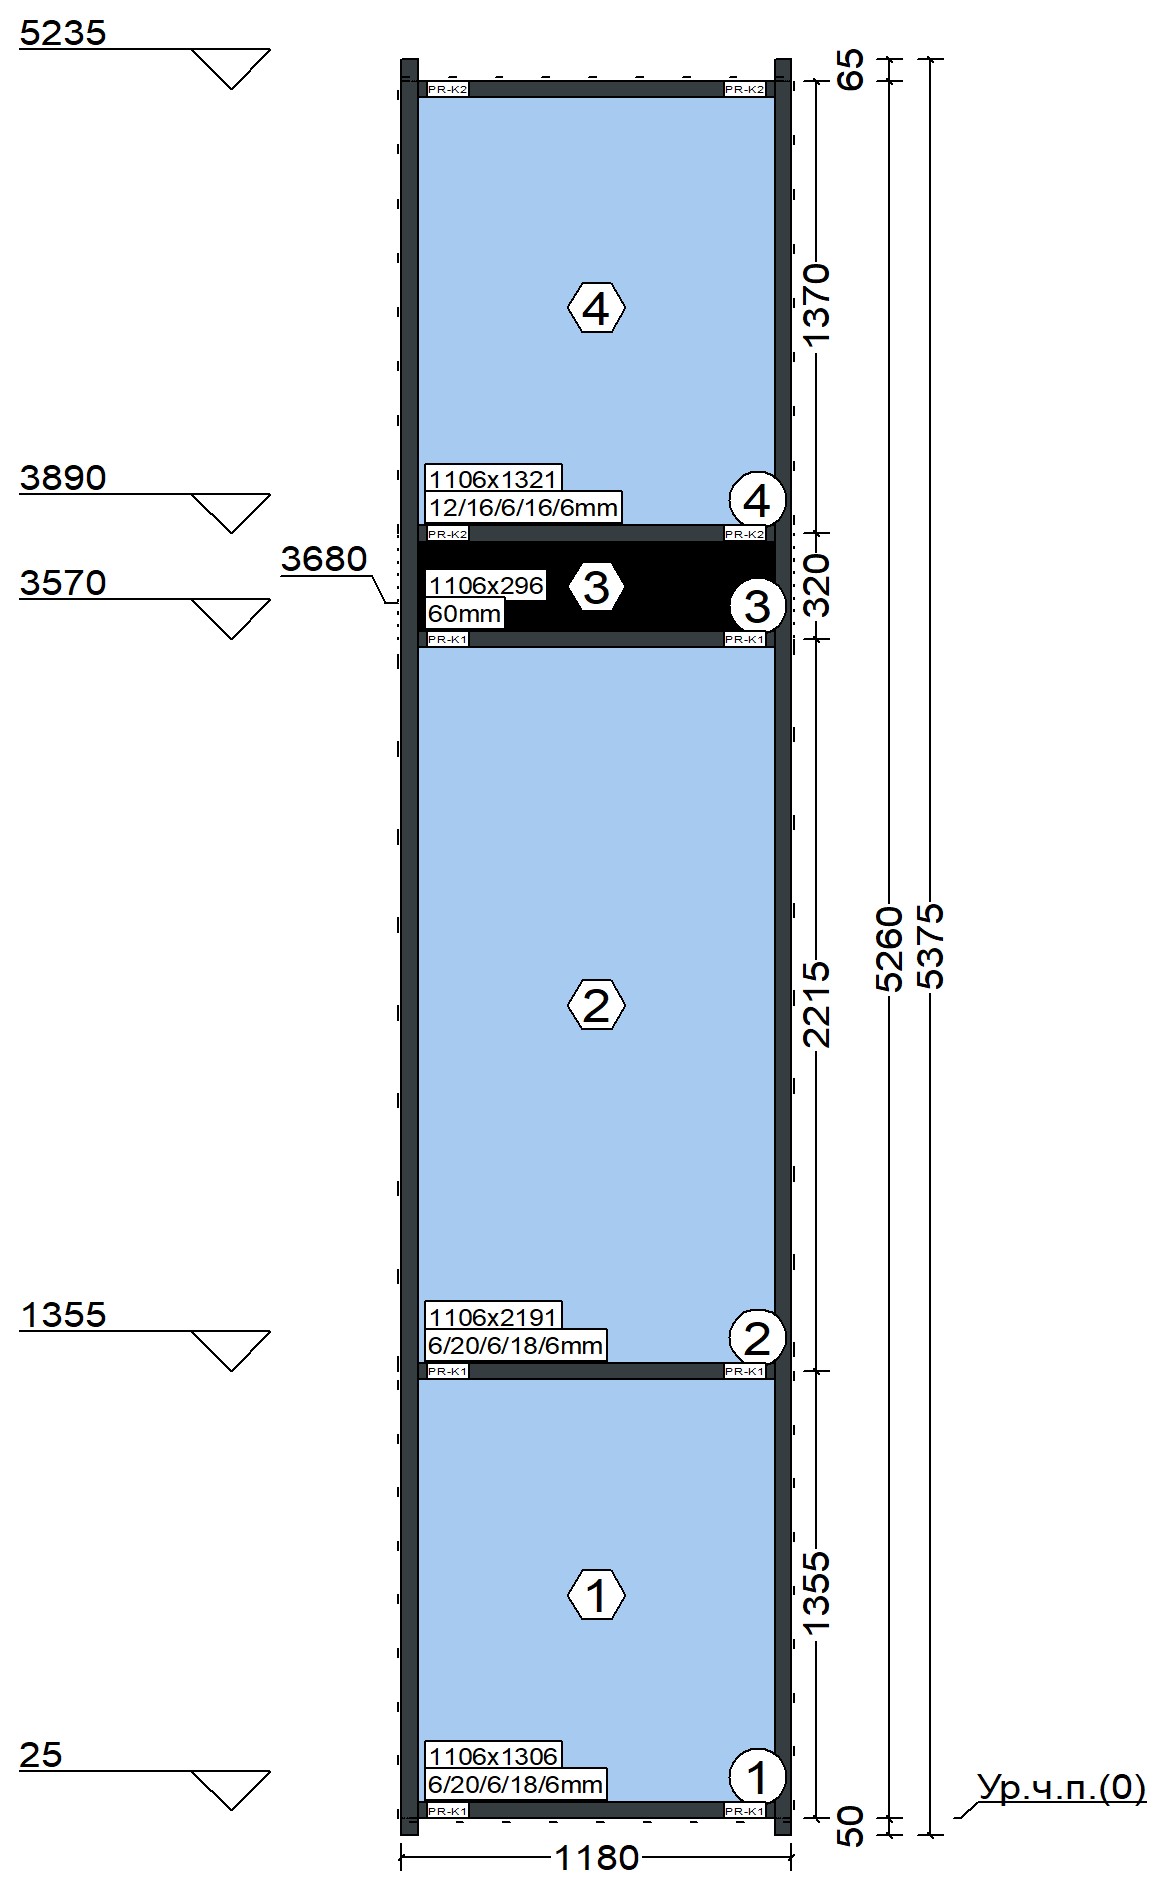 5235
65
PR-K2 PR-K2
4
1370
3890
1106x1321
12/16/6/16/6mm
4
PR-K2 PR-K2
3680
3570
1106x296
60mm
3
3
320
PR-K1 PR-K1
2
2215
5260
5375
1355
1106x2191
6/20/6/18/6mm
2
PR-K1 PR-K1
1
1355
25
1106x1306
6/20/6/18/6mm
1
PR-K1 PR-K1
Ур.ч.п.(0)
50
1180